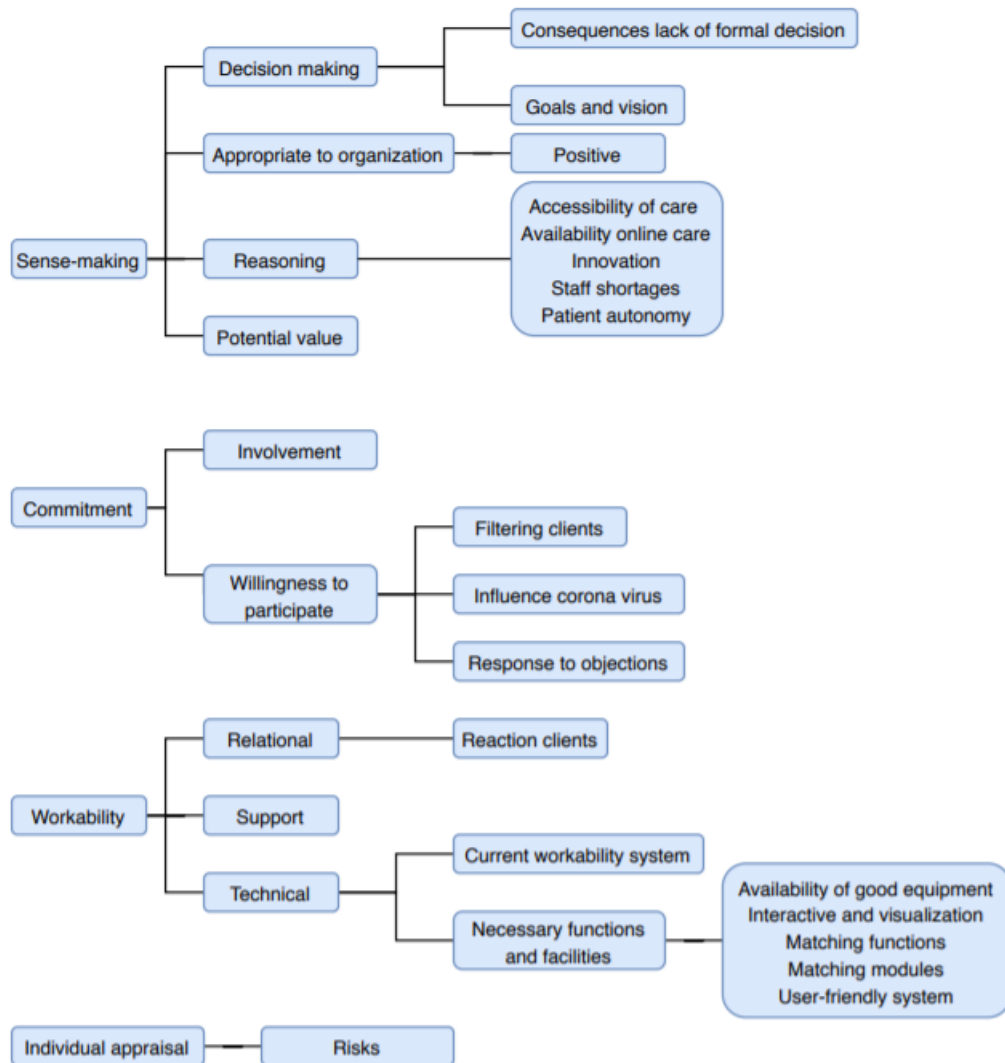 Consequences lack of formal decision
Decision making
Goals and vision
Appropriate to organization
Positive
Accessibility of care
Availability online care
Innovation
Staff shortages
Patient autonomy
Sense-making
Reasoning
Potential value
Involvement
Commitment
Filtering clients
Willingness to
participate
Influence corona virus
Response to objections
Relational
Reaction clients
Workability
Support
Current workability system
Technical
Necessary functions
and facilities
Availability of good equipment
Interactive and visualization
Matching functions
Matching modules
User-friendly system
Individual appraisal
Risks